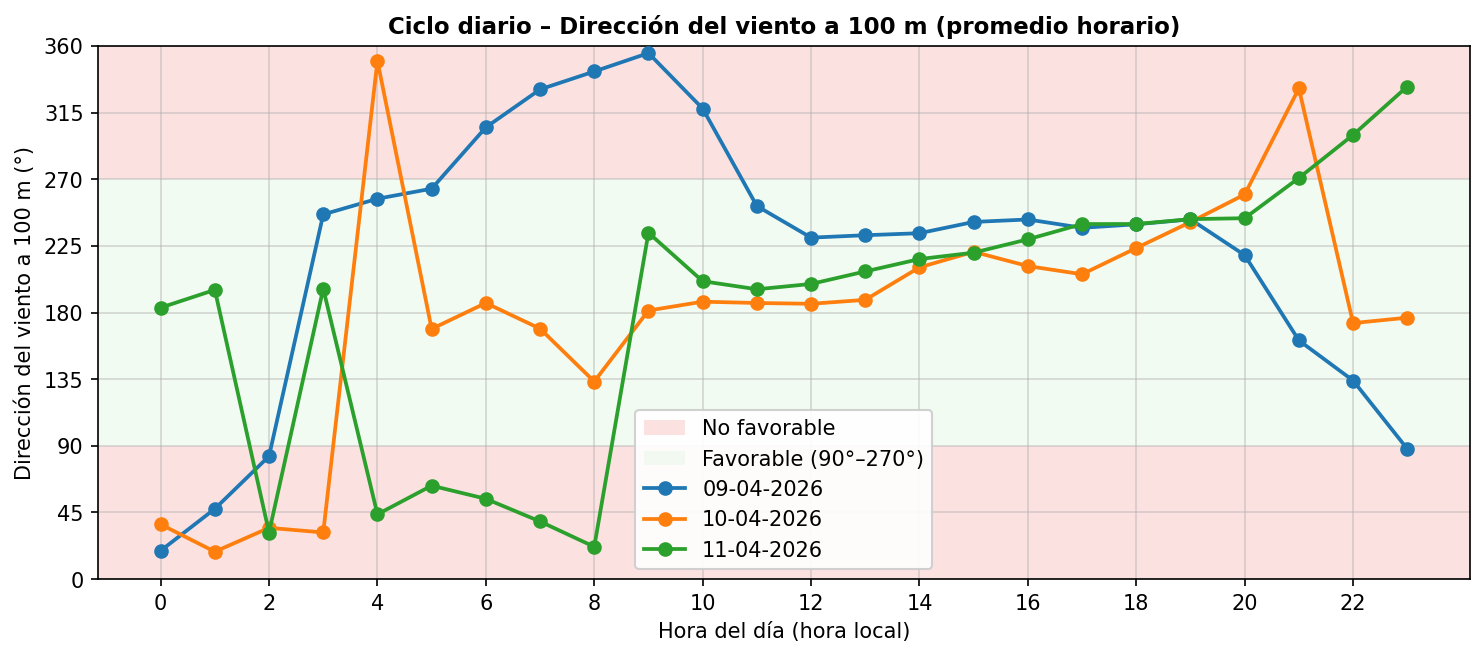 Ciclo diario – Dirección del viento a 100 m (promedio horario)
Dirección del viento a 100 m (°)
360
315
270
225
180
135
90
45
0
No favorable
Favorable (90°–270°)
09-04-2026
10-04-2026
11-04-2026
0 2 4 6 8 10 12 14 16 18 20 22
Hora del día (hora local)